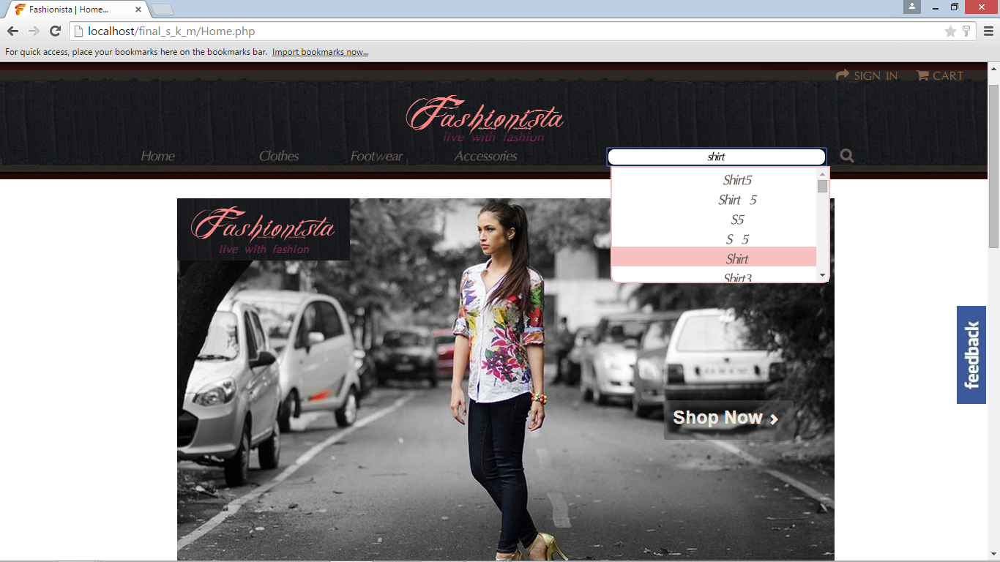 Fashionista | Home...
localhost/final_s_k_m/Home.php
For quick access, place your bookmarks here on the bookmarks bar. Import bookmarks now...
SIGN IN CART
Fashionista
live with fashion
Home Clothes Footwear Accessories shirt
Shirt5
Shirt 5
S5
S 5
Shirt
Shirt3
Fashionista
live with fashion
feedback
Shop Now